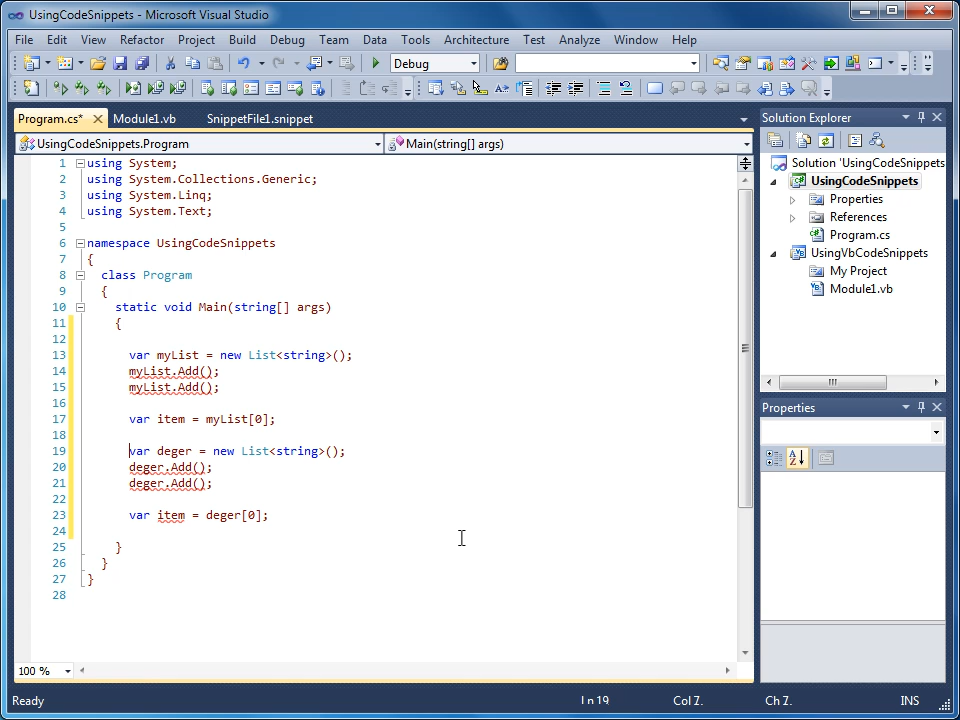 UsingCodeSnippets - Microsoft Visual Studio
File Edit View Refactor Project Build Debug Team Data Tools Architecture Test Analyze Window Help
Debug
Program.cs* Module1.vb SnippetFile1.snippet
UsingCodeSnippets.Program Main(string[] args)
1 using System;
2 using System.Collections.Generic;
3 using System.Linq;
4 using System.Text;
5
6 namespace UsingCodeSnippets
7 {
8 class Program
9 {
10 static void Main(string[] args)
11 {
12
13 var myList = new List<string>();
14 myList.Add();
15 myList.Add();
16
17 var item = myList[0];
18
19 var deger = new List<string>();
20 deger.Add();
21 deger.Add();
22
23 var item = deger[0];
24
25 }
26 }
27 }
28
100 %
Solution Explorer
Solution 'UsingCodeSnippets
UsingCodeSnippets
Properties
References
Program.cs
UsingVbCodeSnippets
My Project
Module1.vb
Properties
Ready Ln 19 Col 7 Ch 7 INS